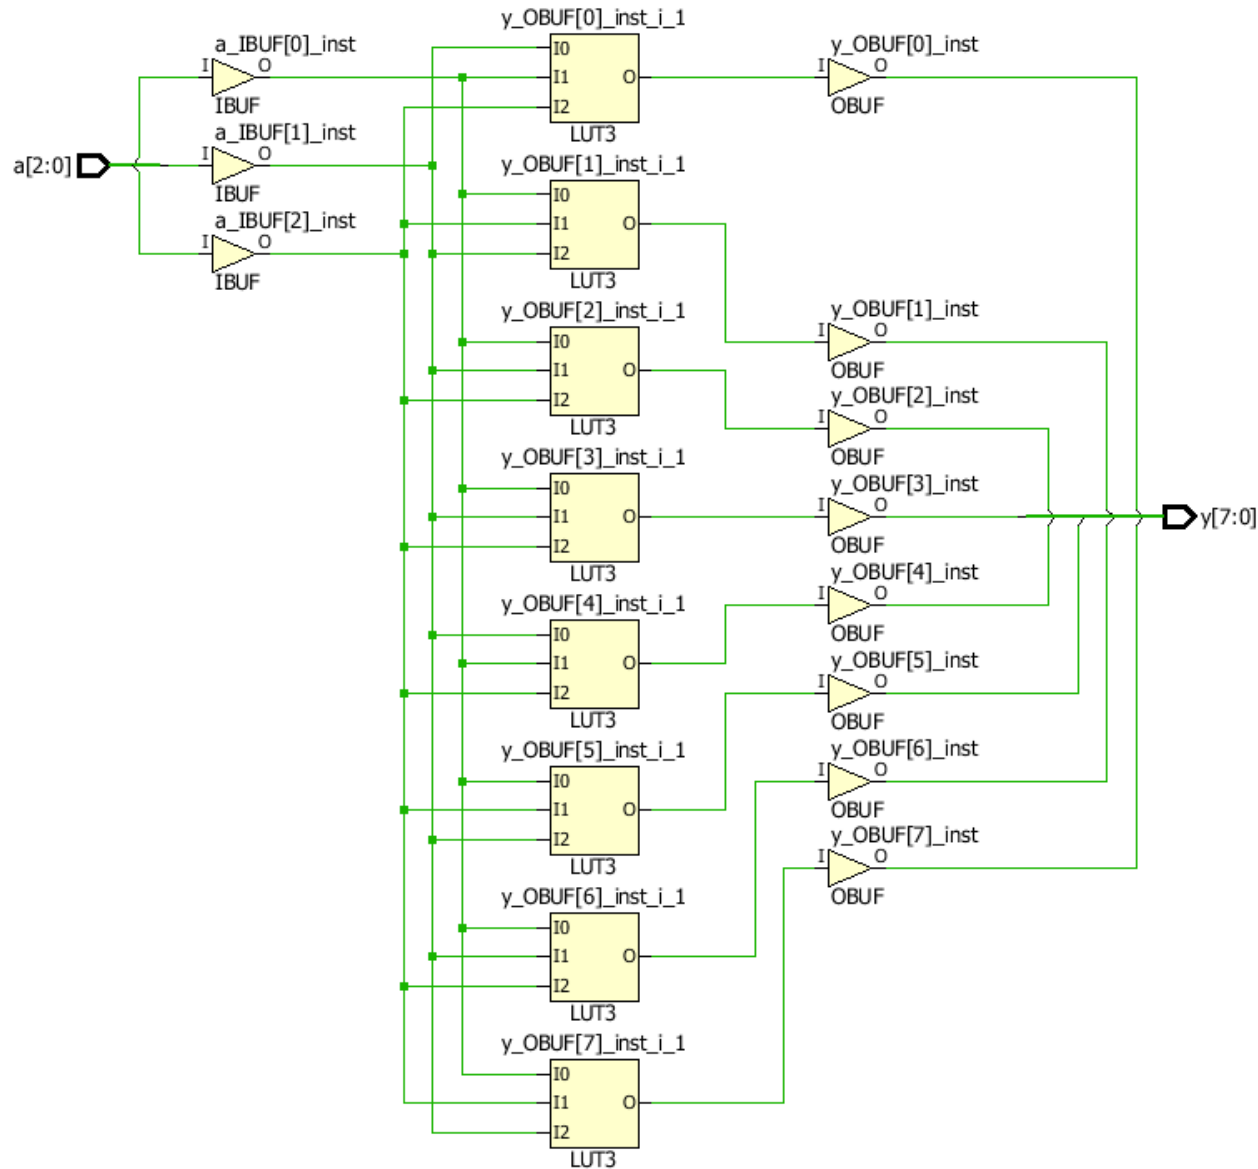 a[2:0]
a_IBUF[0]_inst
I
O
IBUF
a_IBUF[1]_inst
I
O
IBUF
a_IBUF[2]_inst
I
O
IBUF
y_OBUF[0]_inst_i_1
I0
I1
I2
O
LUT3
y_OBUF[1]_inst_i_1
I0
I1
I2
O
LUT3
y_OBUF[2]_inst_i_1
I0
I1
I2
O
LUT3
y_OBUF[3]_inst_i_1
I0
I1
I2
O
LUT3
y_OBUF[4]_inst_i_1
I0
I1
I2
O
LUT3
y_OBUF[5]_inst_i_1
I0
I1
I2
O
LUT3
y_OBUF[6]_inst_i_1
I0
I1
I2
O
LUT3
y_OBUF[7]_inst_i_1
I0
I1
I2
O
LUT3
y_OBUF[0]_inst
I
O
OBUF
y_OBUF[1]_inst
I
O
OBUF
y_OBUF[2]_inst
I
O
OBUF
y_OBUF[3]_inst
I
O
OBUF
y_OBUF[4]_inst
I
O
OBUF
y_OBUF[5]_inst
I
O
OBUF
y_OBUF[6]_inst
I
O
OBUF
y_OBUF[7]_inst
I
O
OBUF
y[7:0]